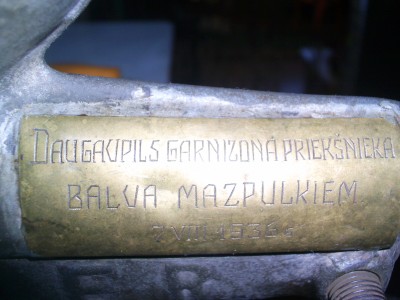 DAUGAVPILS GARNIZONA PRIEKŠNIEKA
BALVA MAZPULKIEM